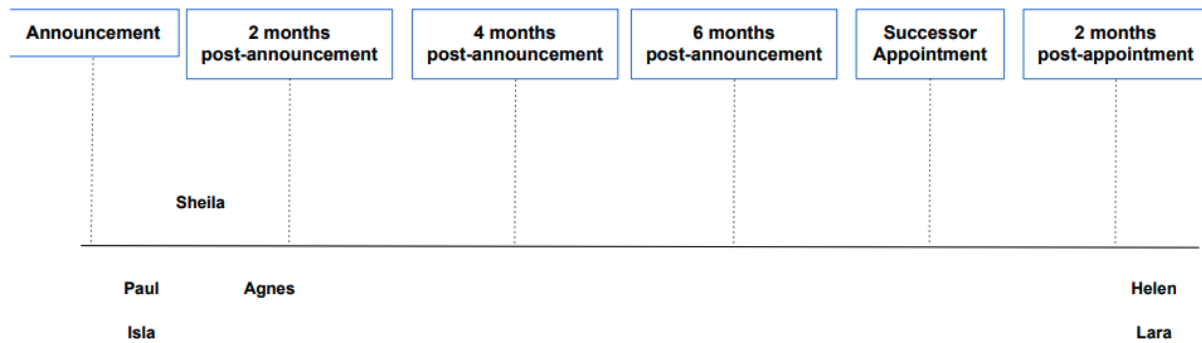 Announcement
2 months
post-announcement
4 months
post-announcement
6 months
post-announcement
Successor
Appointment
2 months
post-appointment
Sheila
Paul
Agnes
Helen
Isla
Lara